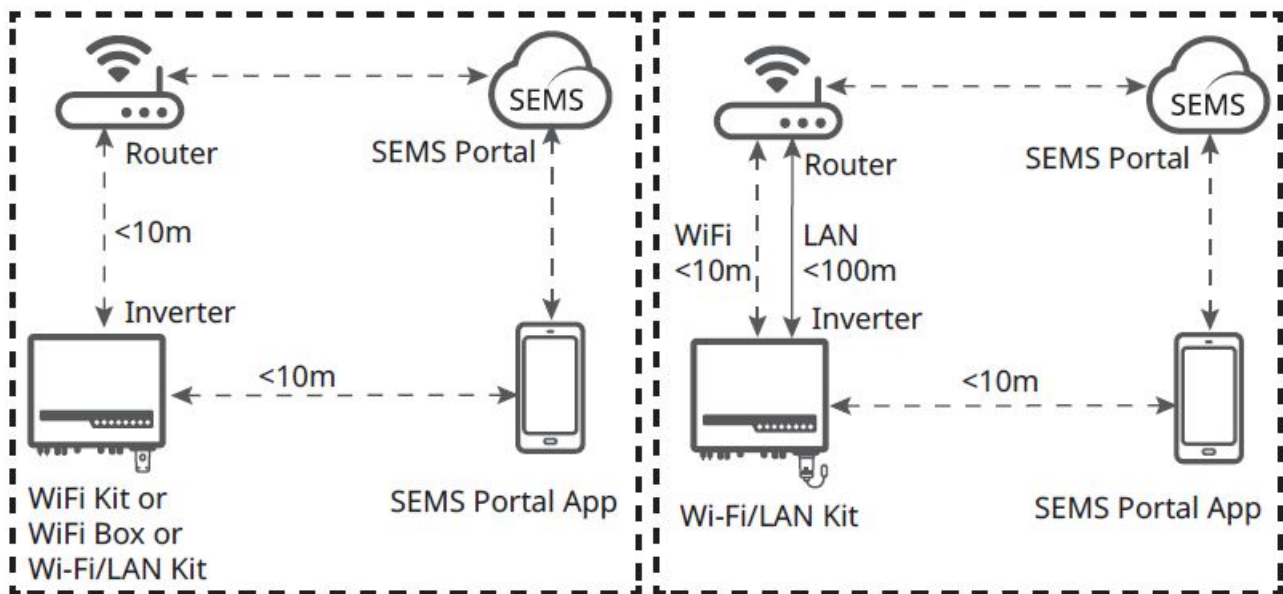 SEMS
Router
SEMS Portal
<10m
Inverter
<10m
WiFi Kit or
WiFi Box or
Wi-Fi/LAN Kit
SEMS Portal App
SEMS
Router
SEMS Portal
WiFi
<10m
LAN
<100m
Inverter
<10m
Wi-Fi/LAN Kit
SEMS Portal App